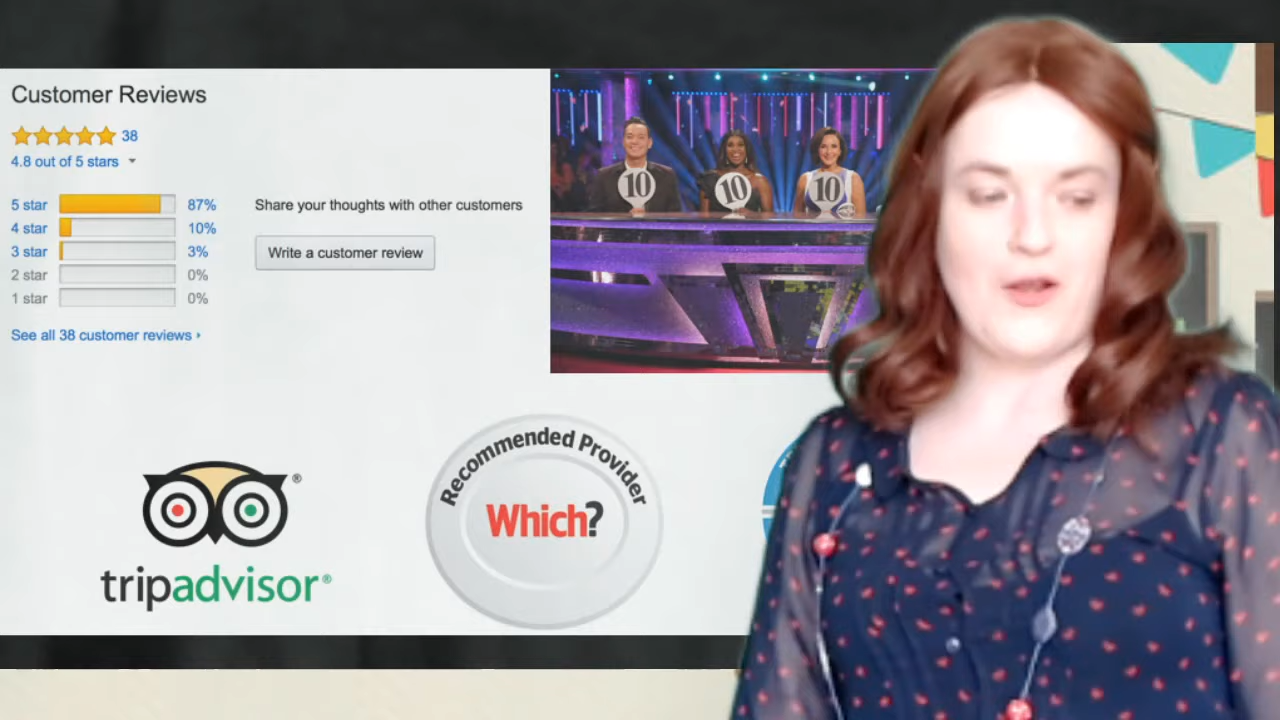 Customer Reviews
38
4.8 out of 5 stars
5 star 87%
4 star 10%
3 star 3%
2 star 0%
1 star 0%
See all 38 customer reviews ›
Share your thoughts with other customers
Write a customer review
10 10 10
tripadvisor®
Recommended Provider
Which?